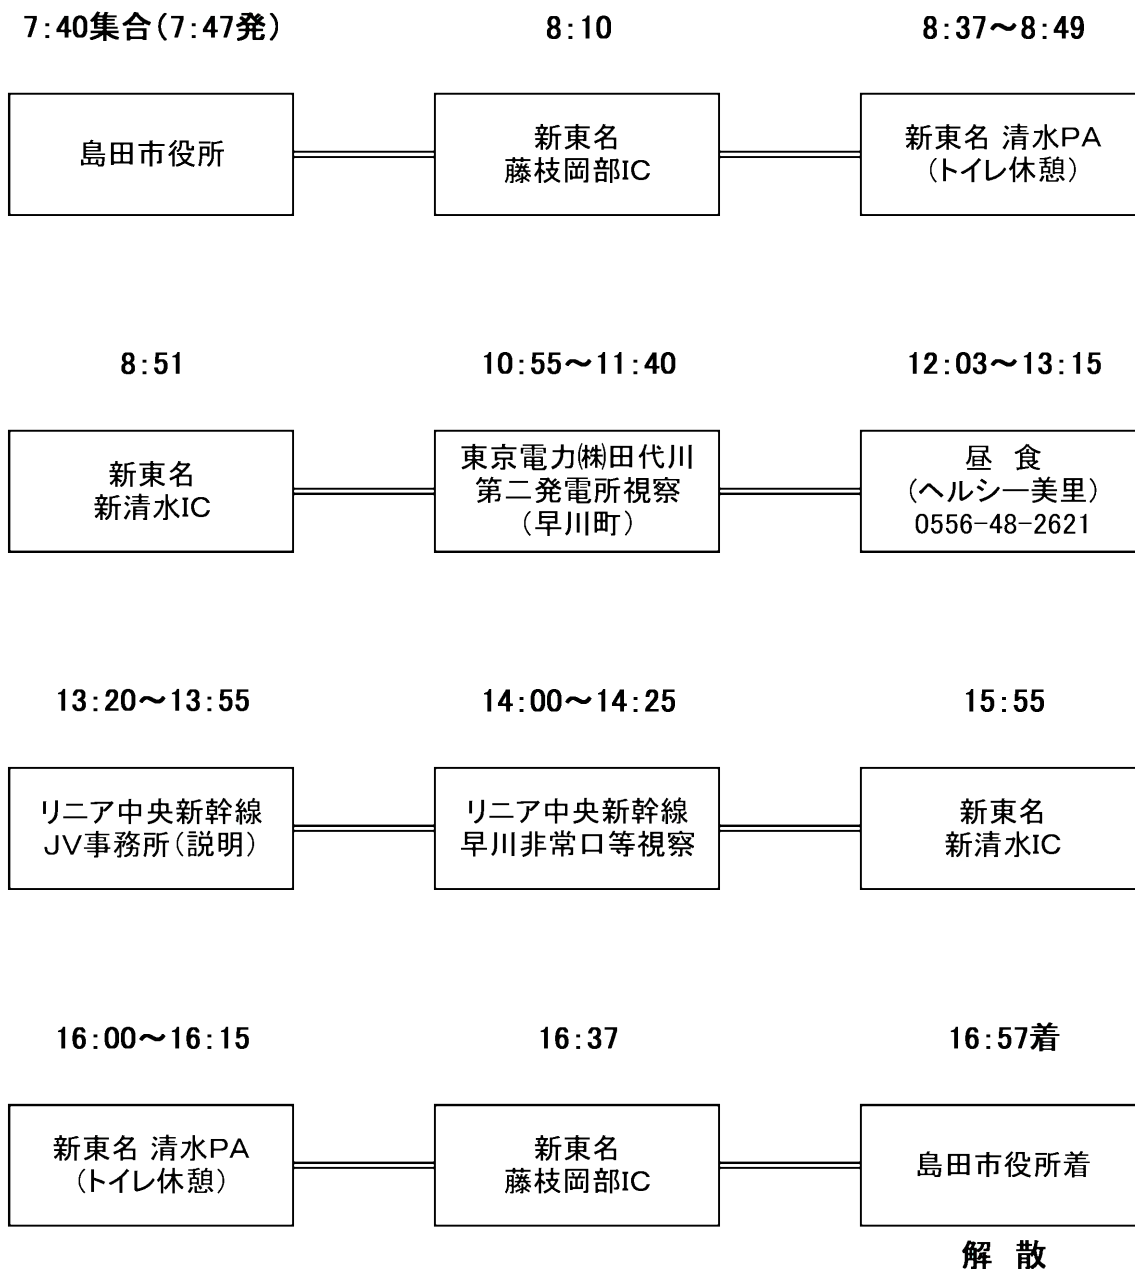 7:40集合(7:47発)
8:10
8:37～8:49
島田市役所
新東名
藤枝岡部IC
新東名 清水PA
(トイレ休憩)
8:51
10:55～11:40
12:03～13:15
新東名
新清水IC
東京電力㈱田代川
第二発電所視察
(早川町)
昼 食
(ヘルシー美里)
0556-48-2621
13:20～13:55
14:00～14:25
15:55
リニア中央新幹線
JV事務所(説明)
リニア中央新幹線
早川非常口等視察
新東名
新清水IC
16:00～16:15
16:37
16:57着
新東名 清水PA
(トイレ休憩)
新東名
藤枝岡部IC
島田市役所着
解 散